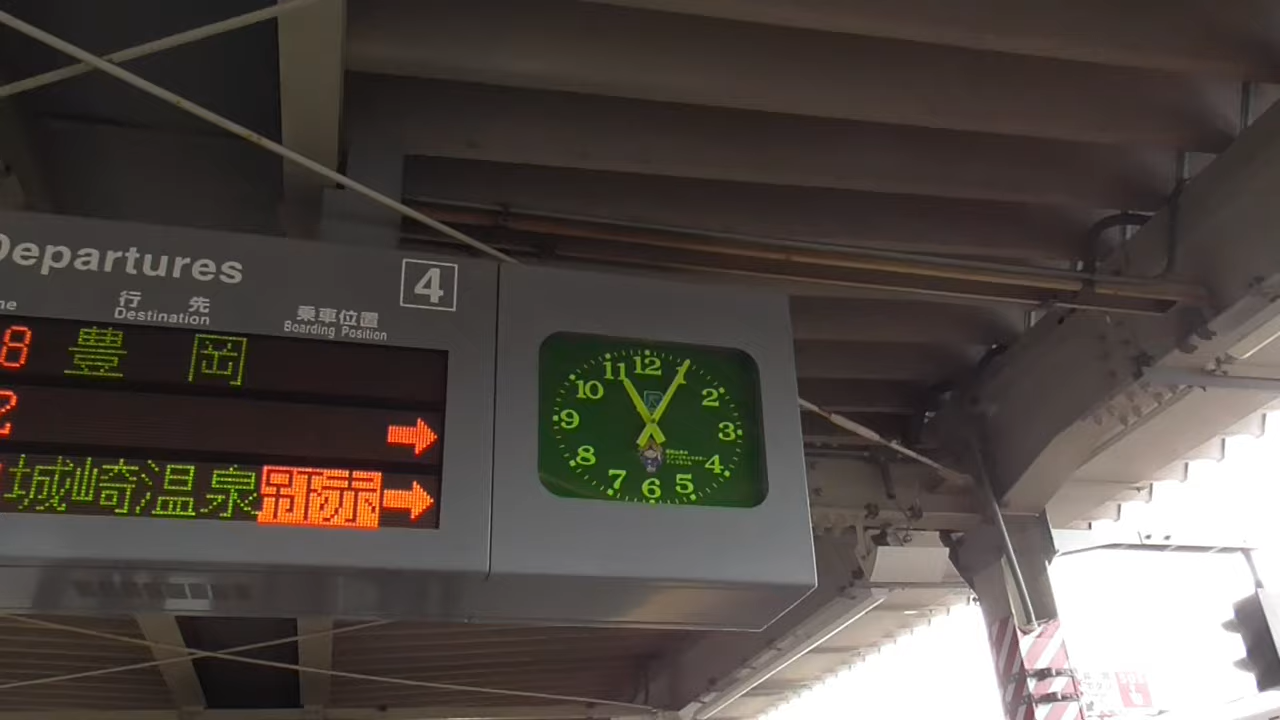 Departures
4
行先
Destination
乗車位置
Boarding Position
8 豊岡
2
城崎温泉
11 12
10 2
9 3
8 4
7 6 5